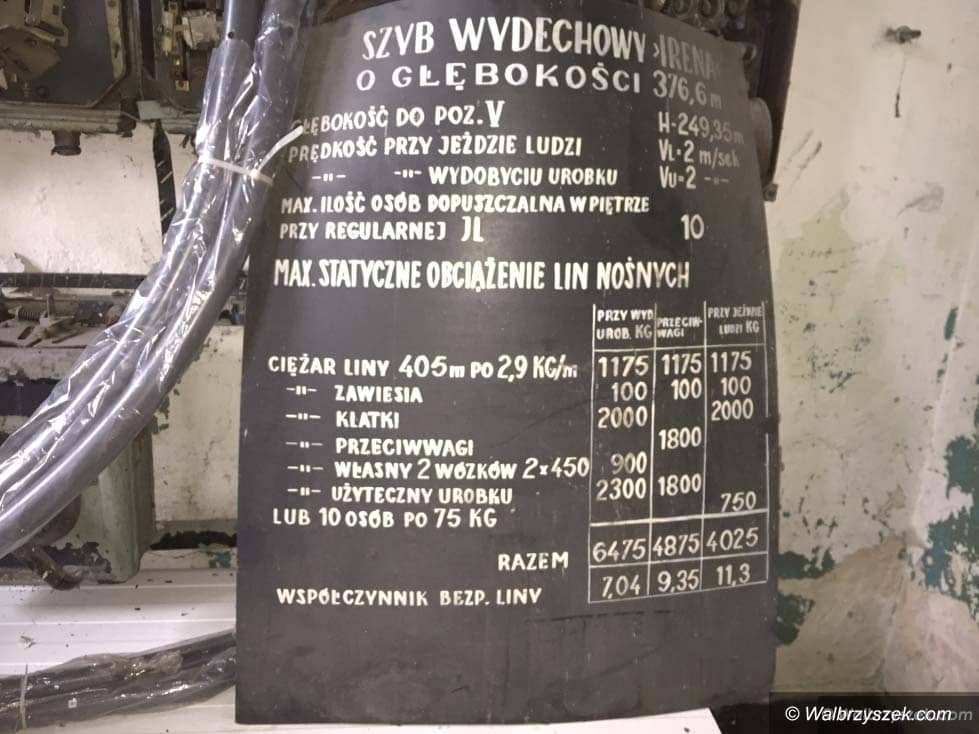 SZYB WYDECHOWY "IRENA"
O GŁĘBOKOŚCI 376,6 m
GŁĘBOKOŚĆ DO POZ. V H-249,35 m
PRĘDKOŚĆ PRZY JEŹDZIE LUDZI VL=2 m/sek
-"- -"- WYDOBYCIU UROBKU Vu=2 -"-
MAX. ILOŚĆ OSÓB DOPUSZCZALNA W PIĘTRZE
PRZY REGULARNEJ JL 10
MAX. STATYCZNE OBCIĄŻENIE LIN NOŚNYCH
PRZY WYD. PRZECIW- PRZY JEŹDZIE
UROB. KG WAGI LUDZI KG
CIĘŻAR LINY 405m PO 2,9 KG/m 1175 1175 1175
-"- ZAWIESIA 100 100 100
-"- KLATKI 2000 2000
-"- PRZECIWWAGI 1800
-"- WŁASNY 2 WÓZKÓW 2x450 900
-"- UŻYTECZNY UROBKU 2300 1800
LUB 10 OSÓB PO 75 KG 750
RAZEM 6475 4875 4025
WSPÓŁCZYNNIK BEZP. LINY 7,04 9,35 11,3
© Walbrzyszek.com